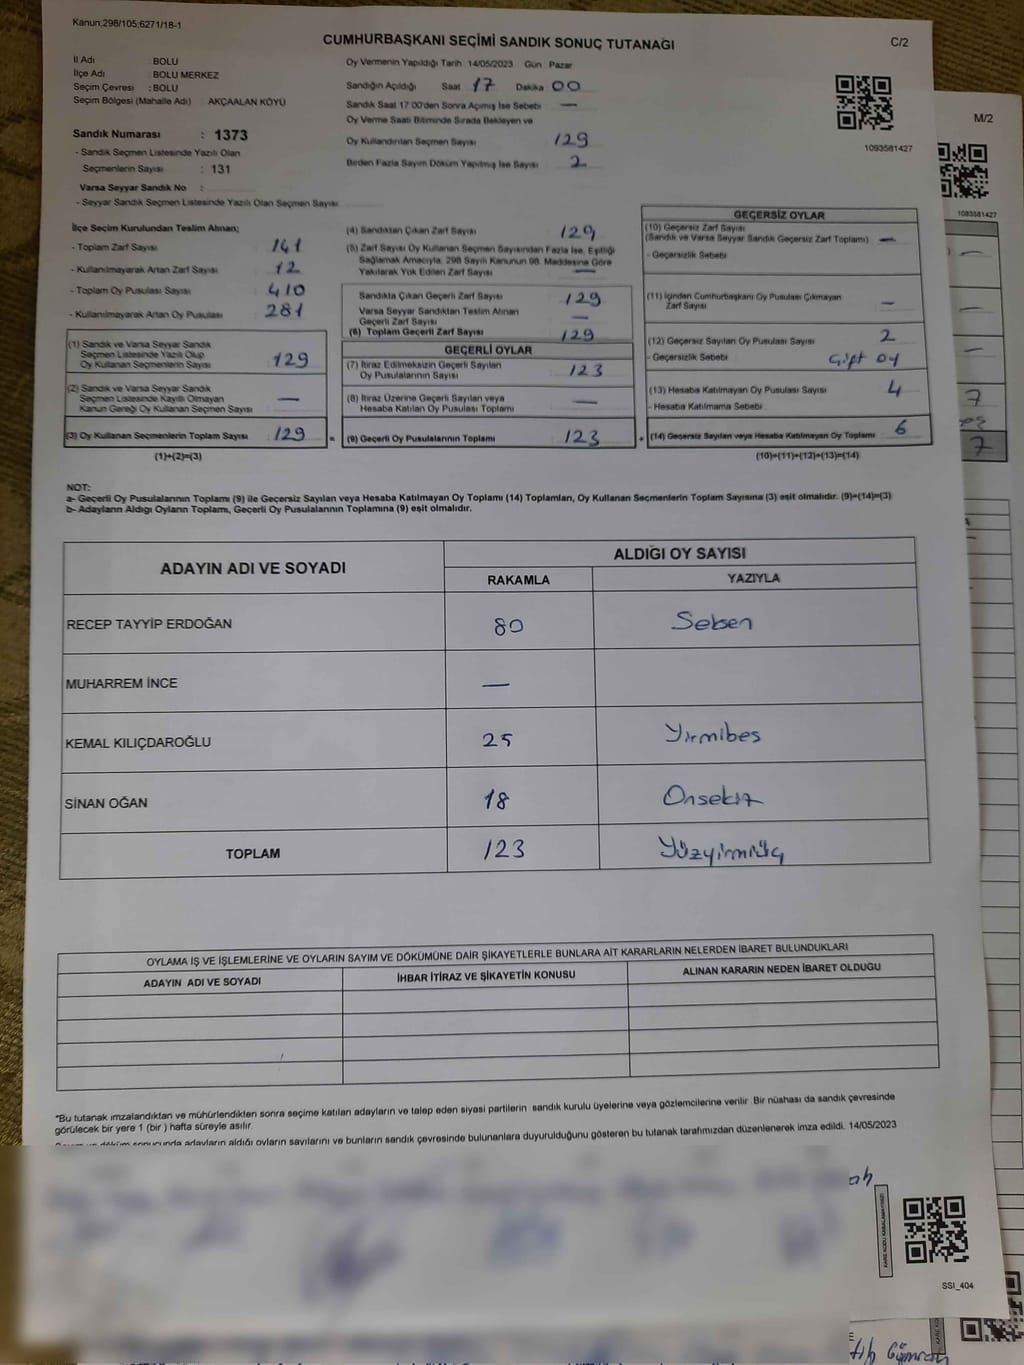 Kanun;298/105;6271/18-1
CUMHURBAŞKANI SEÇİMİ SANDIK SONUÇ TUTANAĞI
C/2
İl Adı : BOLU
İlçe Adı : BOLU MERKEZ
Seçim Çevresi : BOLU
Seçim Bölgesi (Mahalle Adı) AKÇAALAN KÖYÜ
Sandık Numarası : 1373
- Sandık Seçmen Listesinde Yazılı Olan
Seçmenlerin Sayısı : 131
Varsa Seyyar Sandık No :
- Seyyar Sandık Seçmen Listesinde Yazılı Olan Seçmen Sayısı
Oy Vermenin Yapıldığı Tarih 14/05/2023 Gün Pazar
Sandığın Açıldığı Saat 17 Dakika 00
Sandık Saat 17:00'den Sonra Açımış İse Sebebi —
Oy Verme Saati Bitiminde Sırada Bekleyen ve
Oy Kullandırılan Seçmen Sayısı 129
Birden Fazla Sayım Döküm Yapılmış İse Sayısı 2
1093581427
M/2
1083581427
İlçe Seçim Kurulundan Teslim Alınan;
- Toplam Zarf Sayısı 141
- Kullanılmayarak Artan Zarf Sayısı 12
- Toplam Oy Pusulası Sayısı 410
- Kullanılmayarak Artan Oy Pusulası 281
(1) Sandık ve Varsa Seyyar Sandık
Seçmen Listesinde Yazılı Olup
Oy Kullanan Seçmenlerin Sayısı 129
(2) Sandık ve Varsa Seyyar Sandık
Seçmen Listesinde Kayıtlı Olmayan
Kanun Gereği Oy Kullanan Seçmen Sayısı —
(3) Oy Kullanan Seçmenlerin Toplam Sayısı 129 =
(1)+(2)=(3)
(4) Sandıktan Çıkan Zarf Sayısı 129
(5) Zarf Sayısı Oy Kullanan Seçmen Sayısından Fazla İse, Eşitliği
Sağlamak Amacıyla, 298 Sayılı Kanunun 98. Maddesine Göre
Yakılarak Yok Edilen Zarf Sayısı —
Sandıkta Çıkan Geçerli Zarf Sayısı 129
Varsa Seyyar Sandıktan Teslim Alınan
Geçerli Zarf Sayısı —
(6) Toplam Geçerli Zarf Sayısı 129
GEÇERLİ OYLAR
(7) İtiraz Edilmeksizin Geçerli Sayılan
Oy Pusulalarının Sayısı 123
(8) İtiraz Üzerine Geçerli Sayılan veya
Hesaba Katılan Oy Pusulası Toplamı —
(9) Geçerli Oy Pusulalarının Toplamı 123 +
GEÇERSİZ OYLAR
(10) Geçersiz Zarf Sayısı
(Sandık ve Varsa Seyyar Sandık Geçersiz Zarf Toplamı) —
- Geçersizlik Sebebi
(11) İçinden Cumhurbaşkanı Oy Pusulası Çıkmayan
Zarf Sayısı —
(12) Geçersiz Sayılan Oy Pusulası Sayısı 2
- Geçersizlik Sebebi Çift oy
(13) Hesaba Katılmayan Oy Pusulası Sayısı 4
- Hesaba Katılmama Sebebi
(14) Geçersiz Sayılan veya Hesaba Katılmayan Oy Toplamı 6
(10)+(11)+(12)+(13)=(14)
7
7
NOT:
a- Geçerli Oy Pusulalarının Toplamı (9) ile Geçersiz Sayılan veya Hesaba Katılmayan Oy Toplamı (14) Toplamları, Oy Kullanan Seçmenlerin Toplam Sayısına (3) eşit olmalıdır. (9)+(14)=(3)
b- Adayların Aldığı Oyların Toplamı, Geçerli Oy Pusulalarının Toplamına (9) eşit olmalıdır.
ADAYIN ADI VE SOYADI
ALDIĞI OY SAYISI
RAKAMLA YAZIYLA
RECEP TAYYİP ERDOĞAN 80 Seksen
MUHARREM İNCE —
KEMAL KILIÇDAROĞLU 25 Yirmibes
SİNAN OĞAN 18 Onsekiz
TOPLAM 123 Yüzyirmiüç
OYLAMA İŞ VE İŞLEMLERİNE VE OYLARIN SAYIM VE DÖKÜMÜNE DAİR ŞİKAYETLERLE BUNLARA AİT KARARLARIN NELERDEN İBARET BULUNDUKLARI
ADAYIN ADI VE SOYADI İHBAR İTİRAZ VE ŞİKAYETİN KONUSU ALINAN KARARIN NEDEN İBARET OLDUĞU
*Bu tutanak imzalandıktan ve mühürlendikten sonra seçime katılan adayların ve talep eden siyasi partilerin sandık kurulu üyelerine veya gözlemcilerine verilir .Bir nüshası da sandık çevresinde
görülecek bir yere 1 (bir ) hafta süreyle asılır.
sonucunda adayların aldığı oyların sayılarını ve bunların sandık çevresinde bulunanlara duyurulduğunu gösteren bu tutanak tarafımızdan düzenlenerek imza edildi. 14/05/2023
KARE KODU KARALAMAYINIZ!
SSI_404